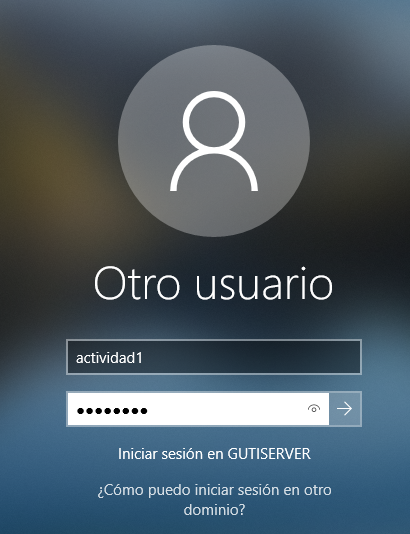 Otro usuario
actividad1
••••••••
Iniciar sesión en GUTISERVER
¿Cómo puedo iniciar sesión en otro
dominio?